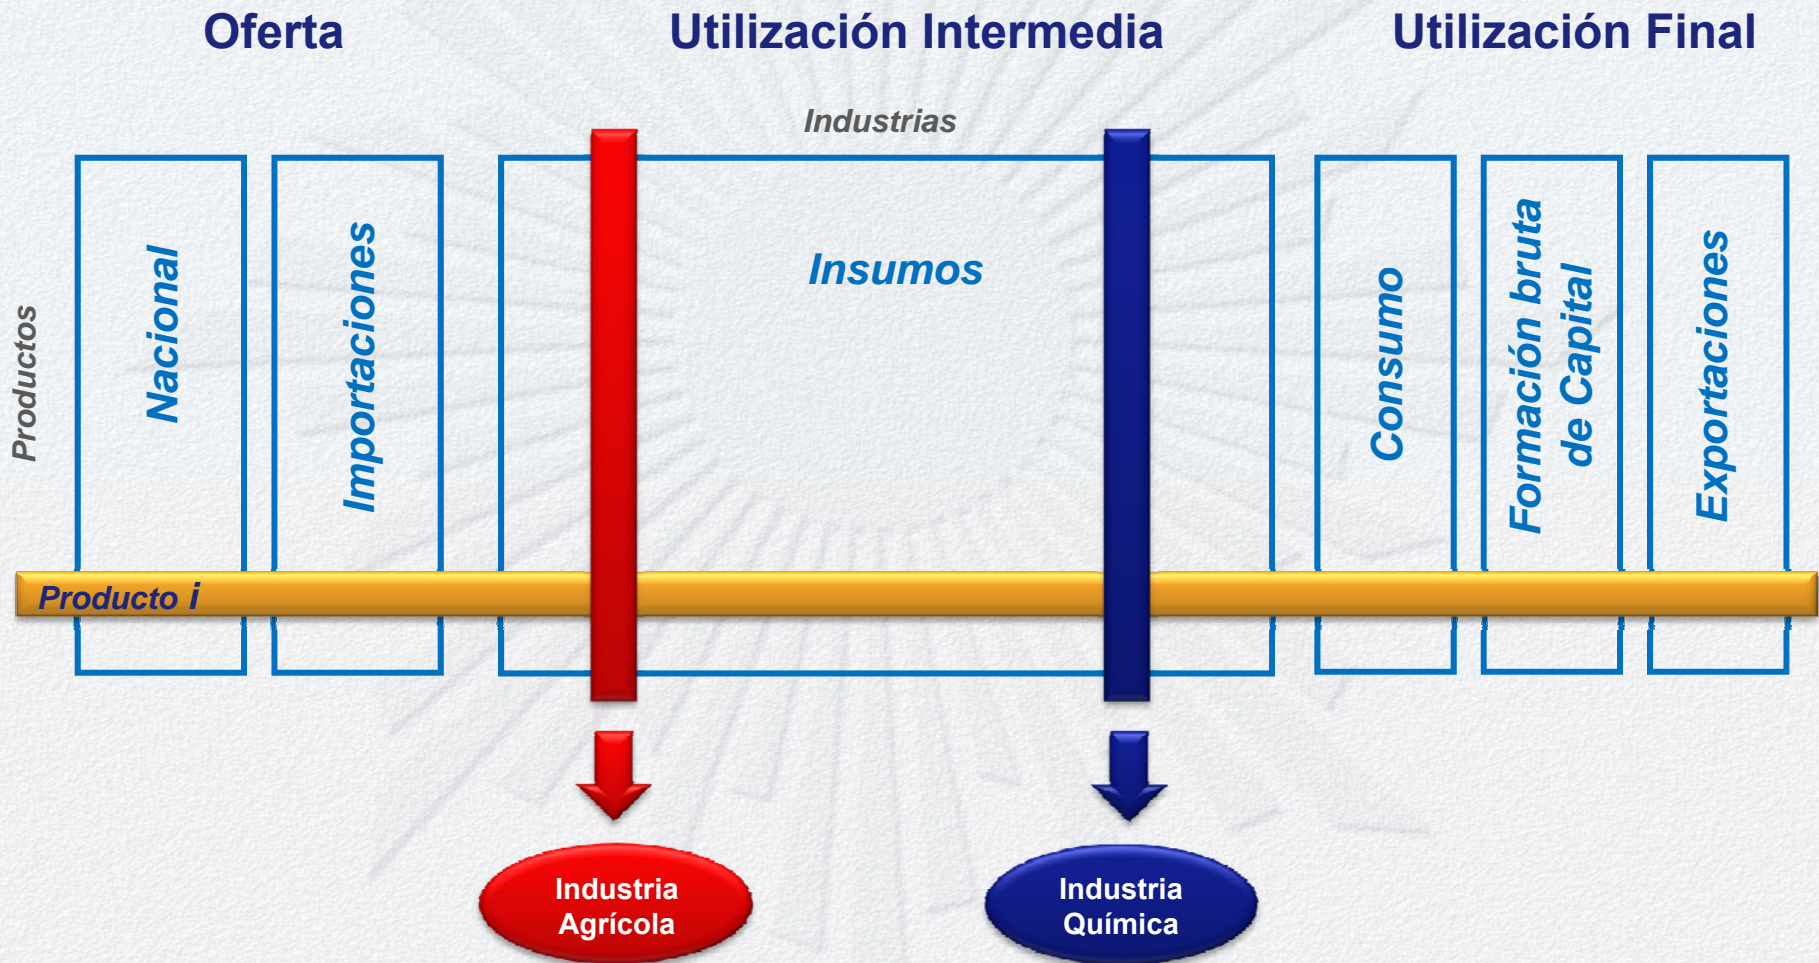 Oferta
Utilización Intermedia
Utilización Final
Industrias
Productos
Nacional
Importaciones
Insumos
Consumo
Formación bruta
de Capital
Exportaciones
Producto i
Industria
Agrícola
Industria
Química